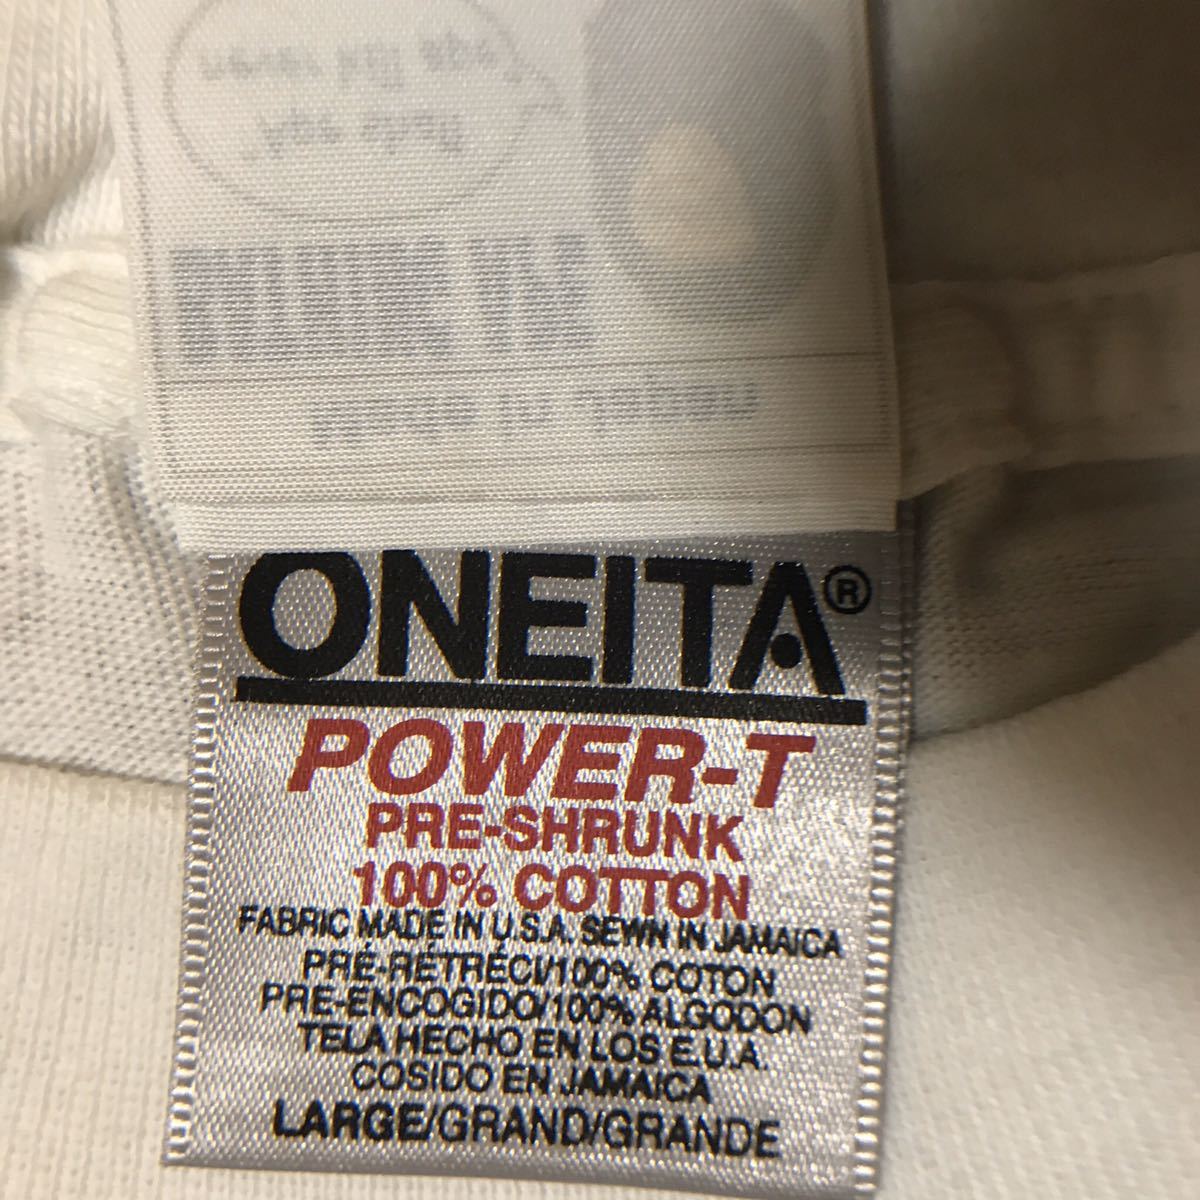 ONEITA®
POWER-T
PRE-SHRUNK
100% COTTON
FABRIC MADE IN U.S.A. SEWN IN JAMAICA
PRÉ-RÉTRÉCI/100% COTON
PRE-ENCOGIDO/100% ALGODON
TELA HECHO EN LOS E.U.A.
COSIDO EN JAMAICA
LARGE/GRAND/GRANDE